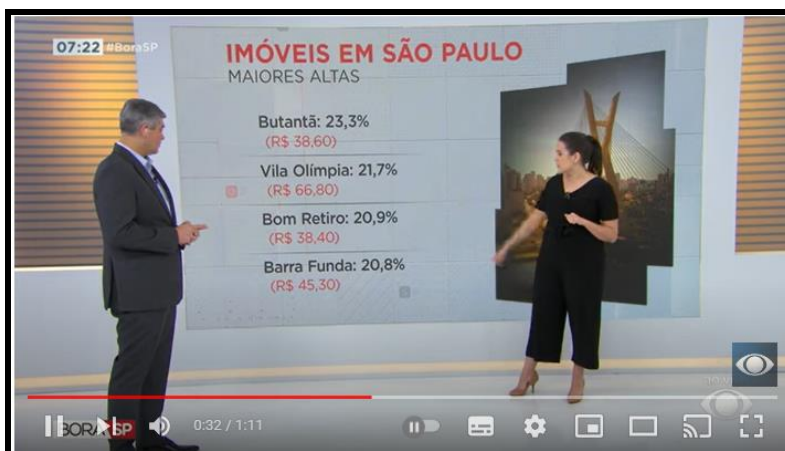 07:22 #BoraSP
IMÓVEIS EM SÃO PAULO
MAIORES ALTAS
Butantã: 23,3%
(R$ 38,60)
Vila Olímpia: 21,7%
(R$ 66,80)
Bom Retiro: 20,9%
(R$ 38,40)
Barra Funda: 20,8%
(R$ 45,30)
BORA SP
0:32 / 1:11